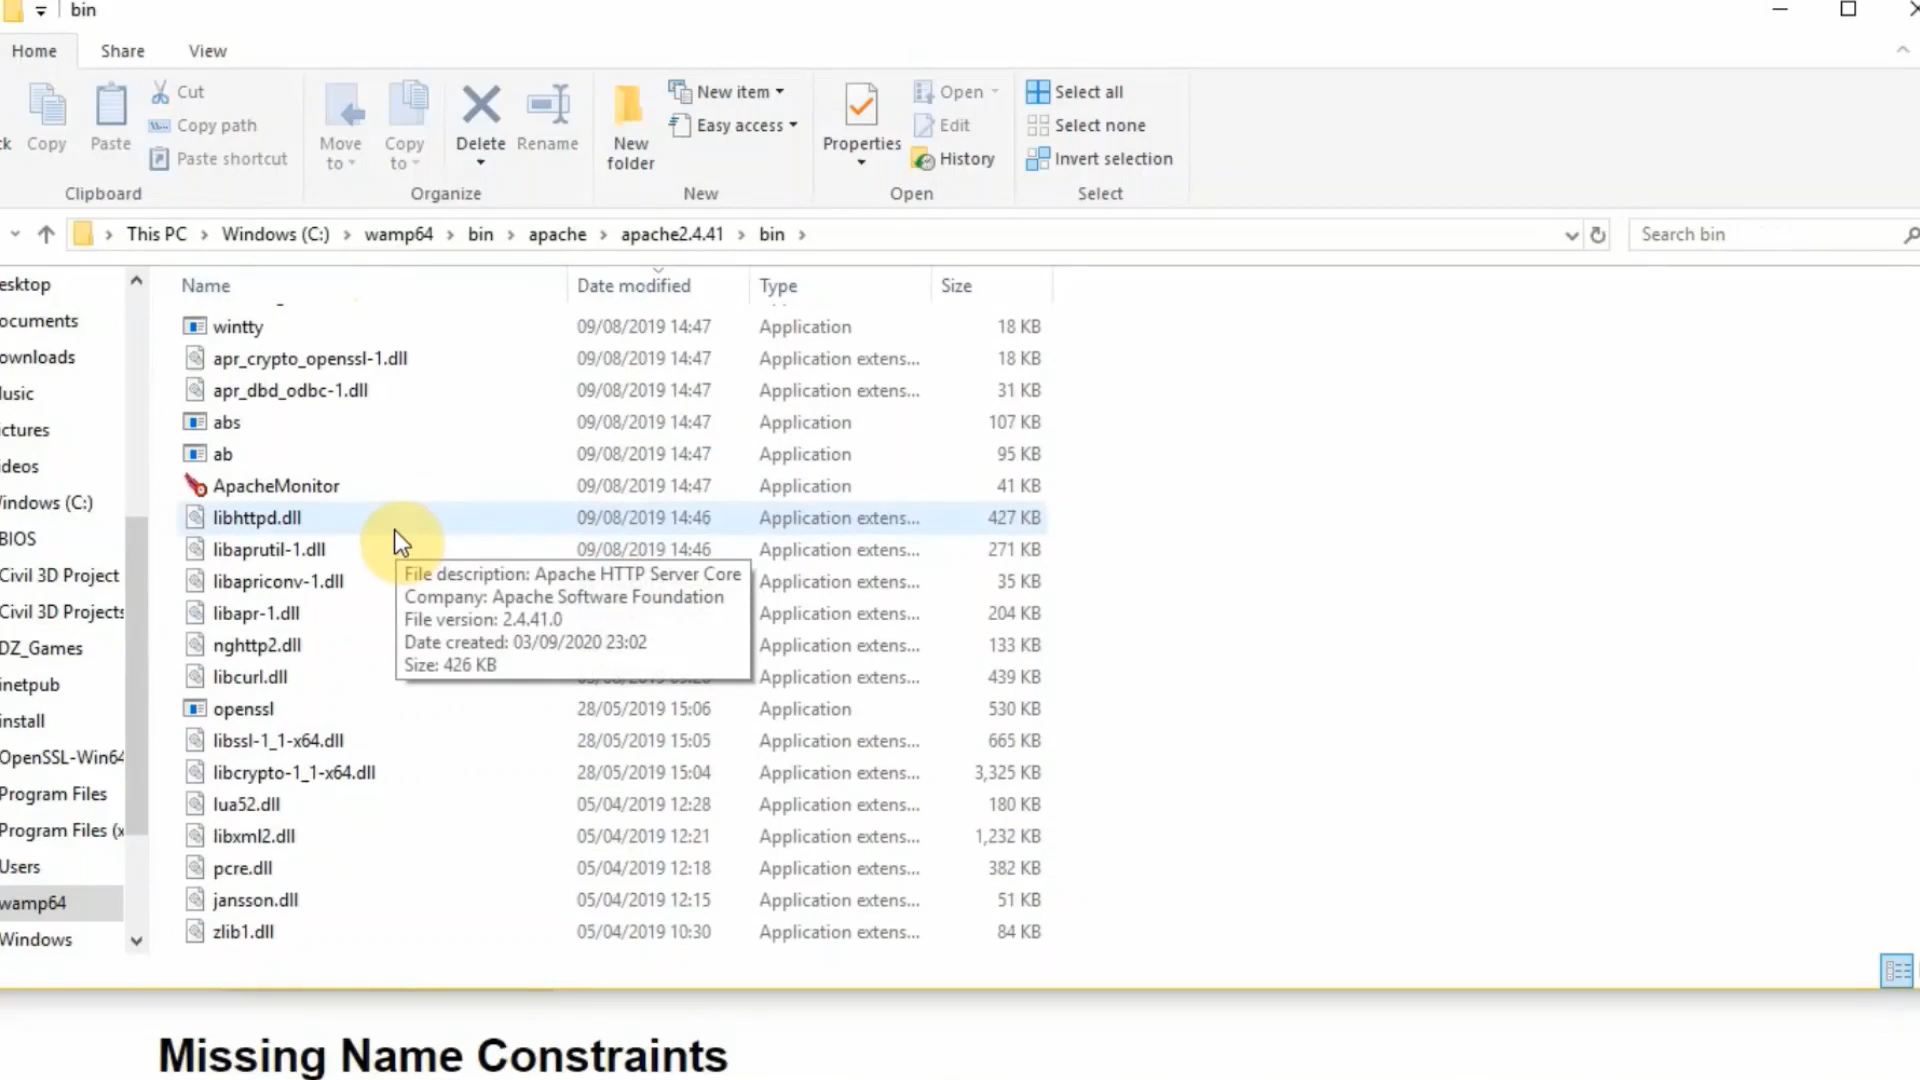 bin
Home Share View
Copy
Paste
Cut
Copy path
Paste shortcut
Clipboard
Move to
Copy to
Delete
Rename
Organize
New folder
New item
Easy access
New
Properties
Open
Edit
History
Open
Select all
Select none
Invert selection
Select
This PC > Windows (C:) > wamp64 > bin > apache > apache2.4.41 > bin >
Search bin
esktop
ocuments
ownloads
usic
ictures
ideos
indows (C:)
BIOS
Civil 3D Project
Civil 3D Projects
DZ_Games
inetpub
install
OpenSSL-Win64
Program Files
Program Files (x
Users
wamp64
Windows
Name Date modified Type Size
wintty 09/08/2019 14:47 Application 18 KB
apr_crypto_openssl-1.dll 09/08/2019 14:47 Application extens... 18 KB
apr_dbd_odbc-1.dll 09/08/2019 14:47 Application extens... 31 KB
abs 09/08/2019 14:47 Application 107 KB
ab 09/08/2019 14:47 Application 95 KB
ApacheMonitor 09/08/2019 14:47 Application 41 KB
libhttpd.dll 09/08/2019 14:46 Application extens... 427 KB
libaprutil-1.dll 09/08/2019 14:46 Application extens... 271 KB
libapriconv-1.dll Application extens... 35 KB
libapr-1.dll Application extens... 204 KB
nghttp2.dll Application extens... 133 KB
libcurl.dll Application extens... 439 KB
openssl 28/05/2019 15:06 Application 530 KB
libssl-1_1-x64.dll 28/05/2019 15:05 Application extens... 665 KB
libcrypto-1_1-x64.dll 28/05/2019 15:04 Application extens... 3,325 KB
lua52.dll 05/04/2019 12:28 Application extens... 180 KB
libxml2.dll 05/04/2019 12:21 Application extens... 1,232 KB
pcre.dll 05/04/2019 12:18 Application extens... 382 KB
jansson.dll 05/04/2019 12:15 Application extens... 51 KB
zlib1.dll 05/04/2019 10:30 Application extens... 84 KB
File description: Apache HTTP Server Core
Company: Apache Software Foundation
File version: 2.4.41.0
Date created: 03/09/2020 23:02
Size: 426 KB
Missing Name Constraints